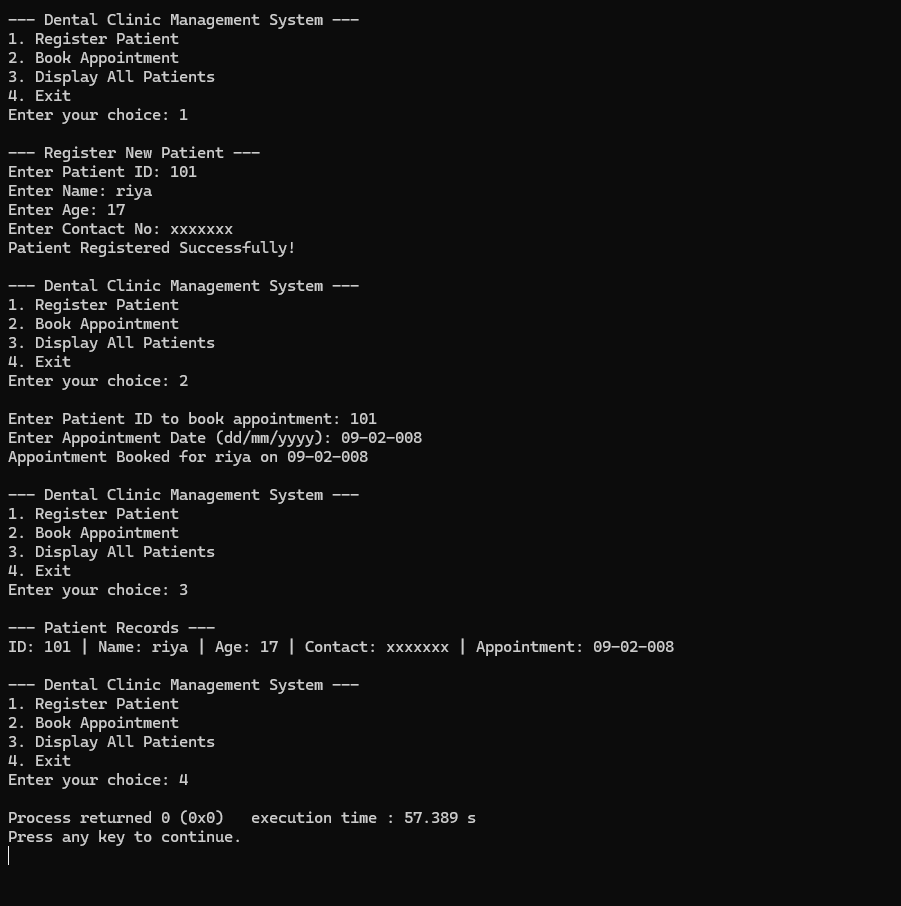 --- Dental Clinic Management System ---
1. Register Patient
2. Book Appointment
3. Display All Patients
4. Exit
Enter your choice: 1
--- Register New Patient ---
Enter Patient ID: 101
Enter Name: riya
Enter Age: 17
Enter Contact No: xxxxxxx
Patient Registered Successfully!
--- Dental Clinic Management System ---
1. Register Patient
2. Book Appointment
3. Display All Patients
4. Exit
Enter your choice: 2
Enter Patient ID to book appointment: 101
Enter Appointment Date (dd/mm/yyyy): 09-02-008
Appointment Booked for riya on 09-02-008
--- Dental Clinic Management System ---
1. Register Patient
2. Book Appointment
3. Display All Patients
4. Exit
Enter your choice: 3
--- Patient Records ---
ID: 101 | Name: riya | Age: 17 | Contact: xxxxxxx | Appointment: 09-02-008
--- Dental Clinic Management System ---
1. Register Patient
2. Book Appointment
3. Display All Patients
4. Exit
Enter your choice: 4
Process returned 0 (0x0)   execution time : 57.389 s
Press any key to continue.